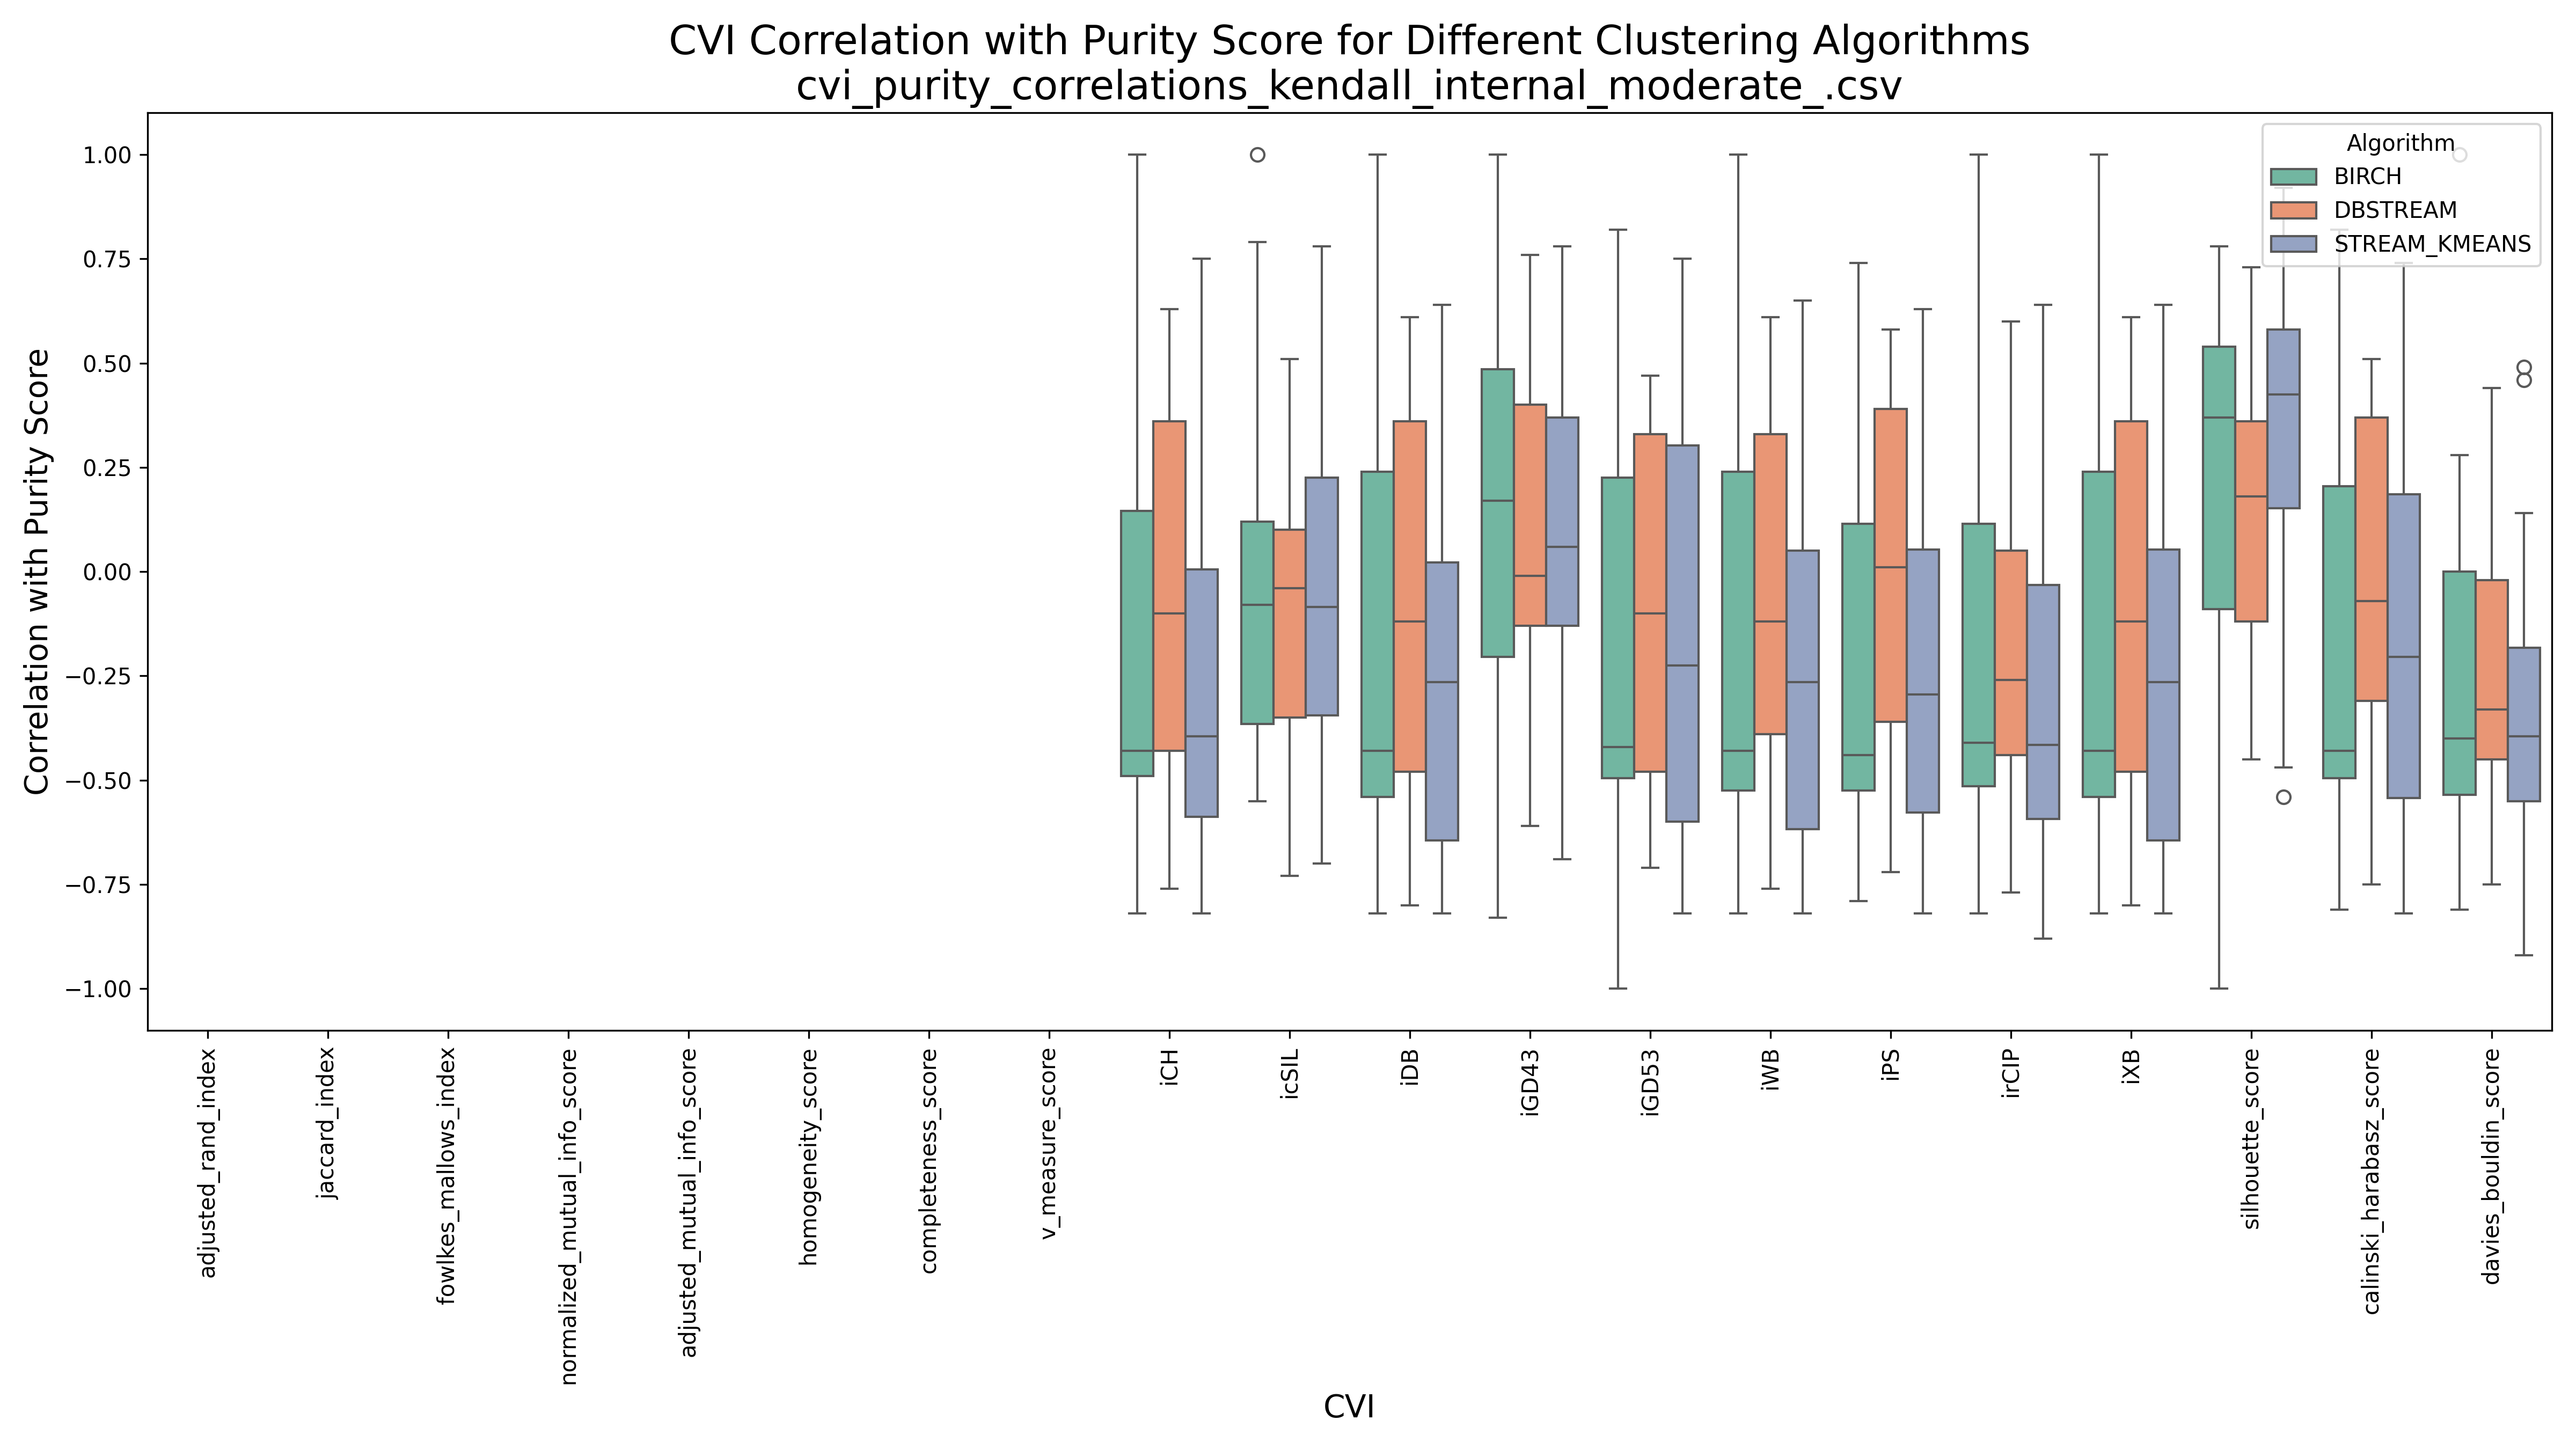 CVI Correlation with Purity Score for Different Clustering Algorithms
cvi_purity_correlations_kendall_internal_moderate_.csv
Algorithm
BIRCH
DBSTREAM
STREAM_KMEANS
Correlation with Purity Score
1.00
0.75
0.50
0.25
0.00
−0.25
−0.50
−0.75
−1.00
adjusted_rand_index
jaccard_index
fowlkes_mallows_index
normalized_mutual_info_score
adjusted_mutual_info_score
homogeneity_score
completeness_score
v_measure_score
iCH
icSIL
iDB
iGD43
iGD53
iWB
iPS
irCIP
iXB
silhouette_score
calinski_harabasz_score
davies_bouldin_score
CVI